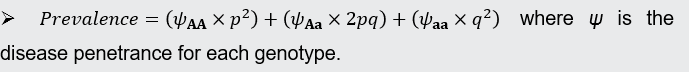 ➤ Prevalence = (ψAA × p²) + (ψAa × 2pq) + (ψaa × q²) where ψ is the
disease penetrance for each genotype.